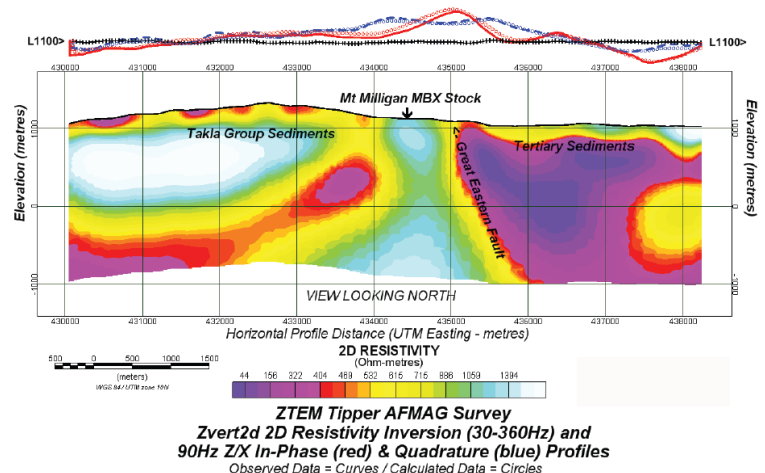 L1100> L1100>
430000 431000 432000 433000 434000 435000 436000 437000 438000
Mt Milligan MBX Stock
Takla Group Sediments
< Great Eastern Fault
Tertiary Sediments
Elevation (metres) Elevation (metres)
0 0
-1000
VIEW LOOKING NORTH
430000 431000 432000 433000 434000 435000 436000 437000 438000
Horizontal Profile Distance (UTM Easting - metres)
500 0 500 1000 1500
(meters)
2D RESISTIVITY
(Ohm-metres)
44 156 322 404 469 532 615 715 886 1059 1394
ZTEM Tipper AFMAG Survey
Zvert2d 2D Resistivity Inversion (30-360Hz) and
90Hz Z/X In-Phase (red) & Quadrature (blue) Profiles
Observed Data = Curves / Calculated Data = Circles